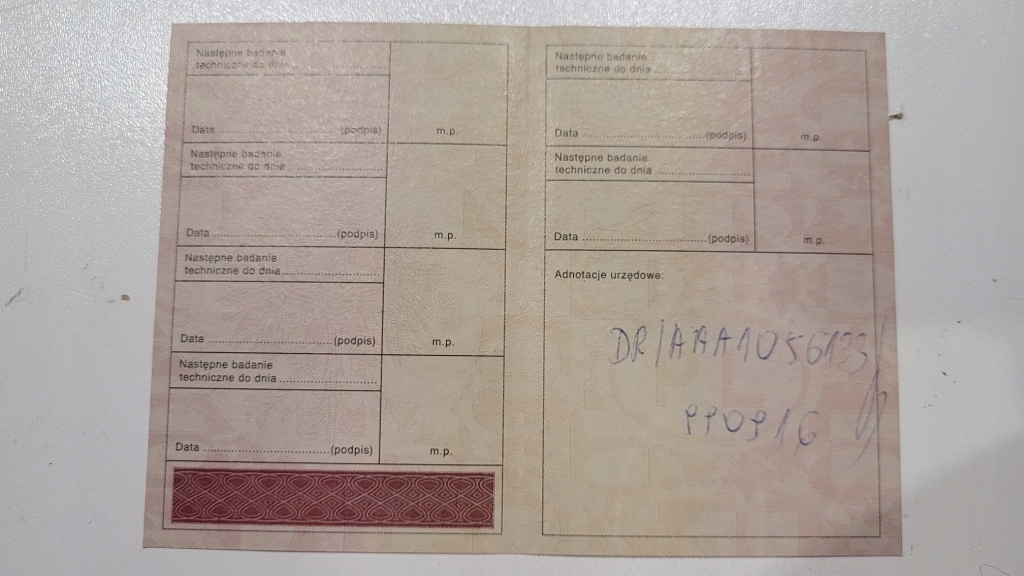 Następne badanie
techniczne do dnia
Data (podpis) m.p.
Następne badanie
techniczne do dnia
Data (podpis) m.p.
Następne badanie
techniczne do dnia
Data (podpis) m.p.
Następne badanie
techniczne do dnia
Data (podpis) m.p.
Następne badanie
techniczne do dnia
Data (podpis) m.p.
Następne badanie
techniczne do dnia
Data (podpis) m.p.
Adnotacje urzędowe:
DR/AAA1056133